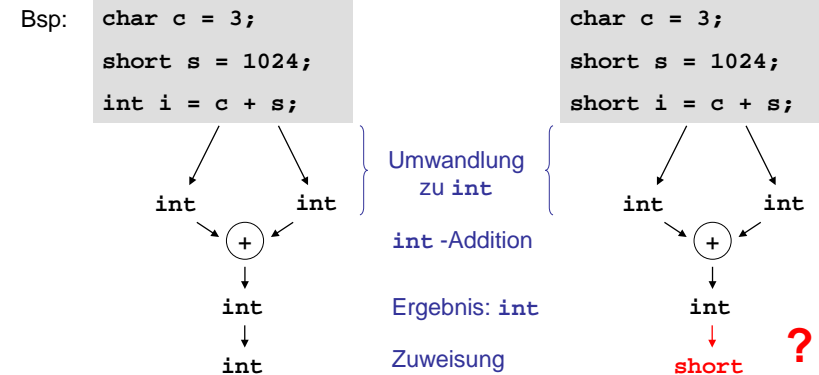 Bsp: char c = 3; char c = 3;
short s = 1024; short s = 1024;
int i = c + s; short i = c + s;
Umwandlung
zu int
int int int int
+ int -Addition +
int Ergebnis: int int
int Zuweisung short ?